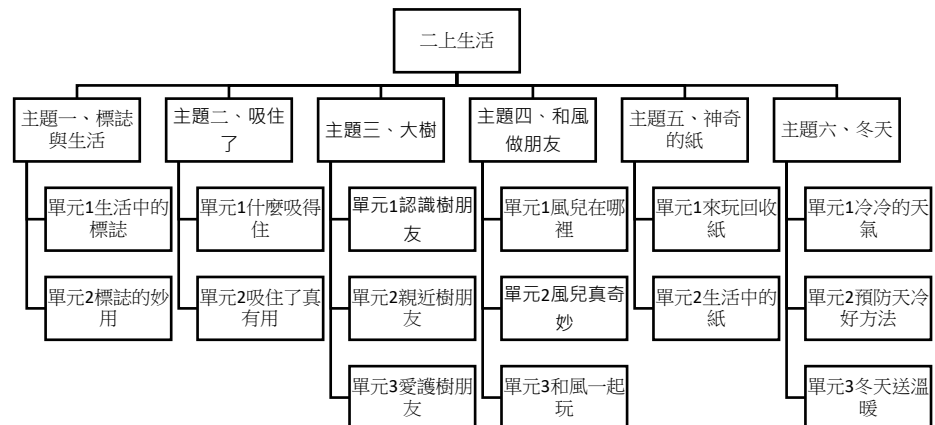 二上生活
主題一、標誌
與生活
單元1生活中的
標誌
單元2標誌的妙
用
主題二、吸住
了
單元1什麼吸得
住
單元2吸住了真
有用
主題三、大樹
單元1認識樹朋
友
單元2親近樹朋
友
單元3愛護樹朋
友
主題四、和風
做朋友
單元1風兒在哪
裡
單元2風兒真奇
妙
單元3和風一起
玩
主題五、神奇
的紙
單元1來玩回收
紙
單元2生活中的
紙
主題六、冬天
單元1冷冷的天
氣
單元2預防天冷
好方法
單元3冬天送溫
暖